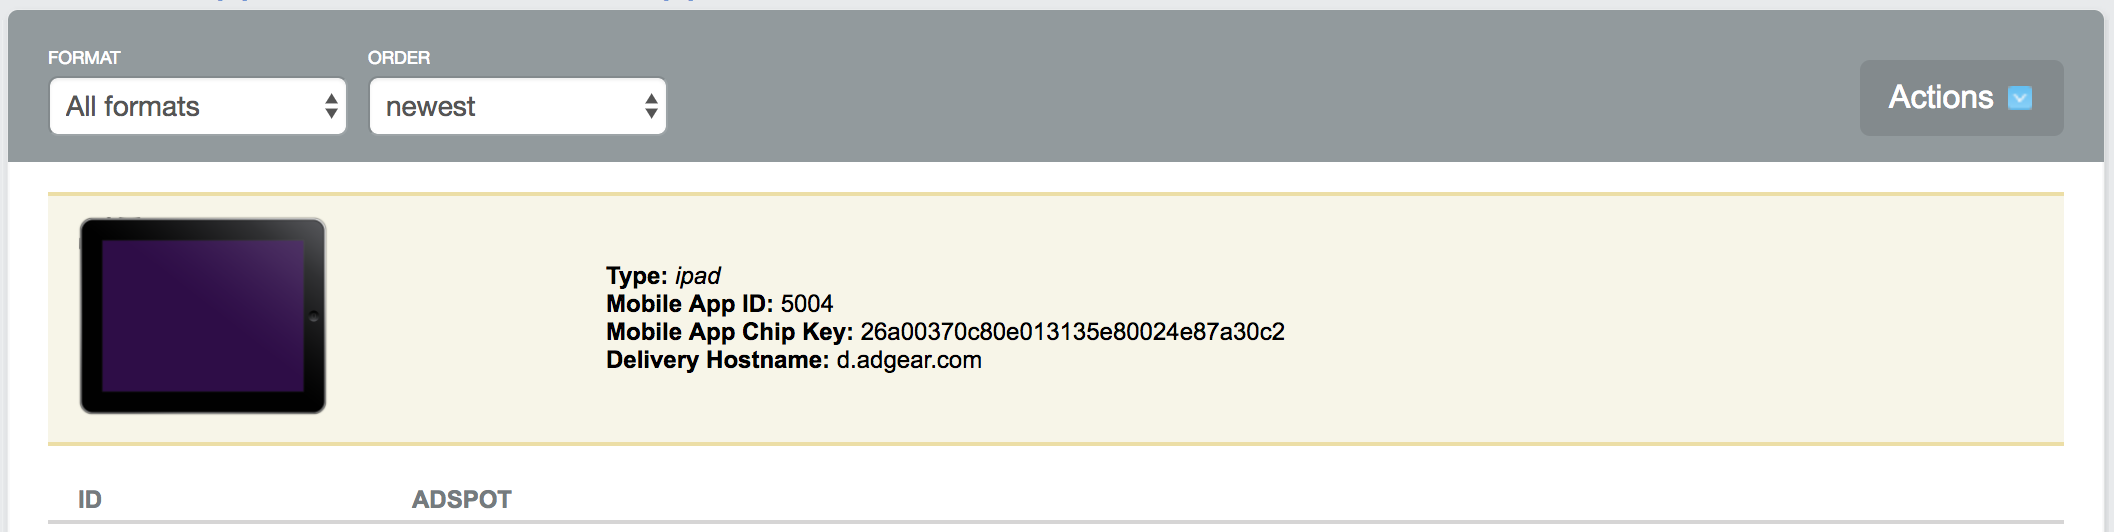 FORMAT
ORDER
All formats
newest
Actions
Type: ipad
Mobile App ID: 5004
Mobile App Chip Key: 26a00370c80e013135e80024e87a30c2
Delivery Hostname: d.adgear.com
ID
ADSPOT